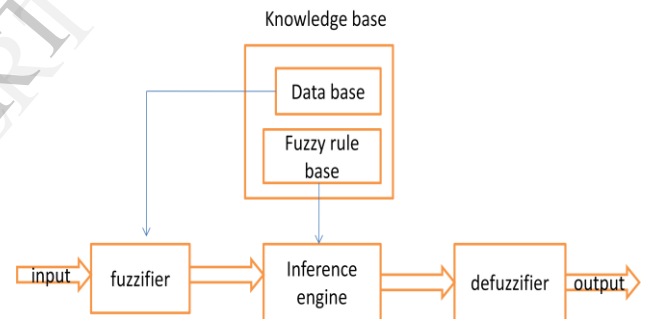 Knowledge base
Data base
Fuzzy rule
base
input
fuzzifier
Inference
engine
defuzzifier
output